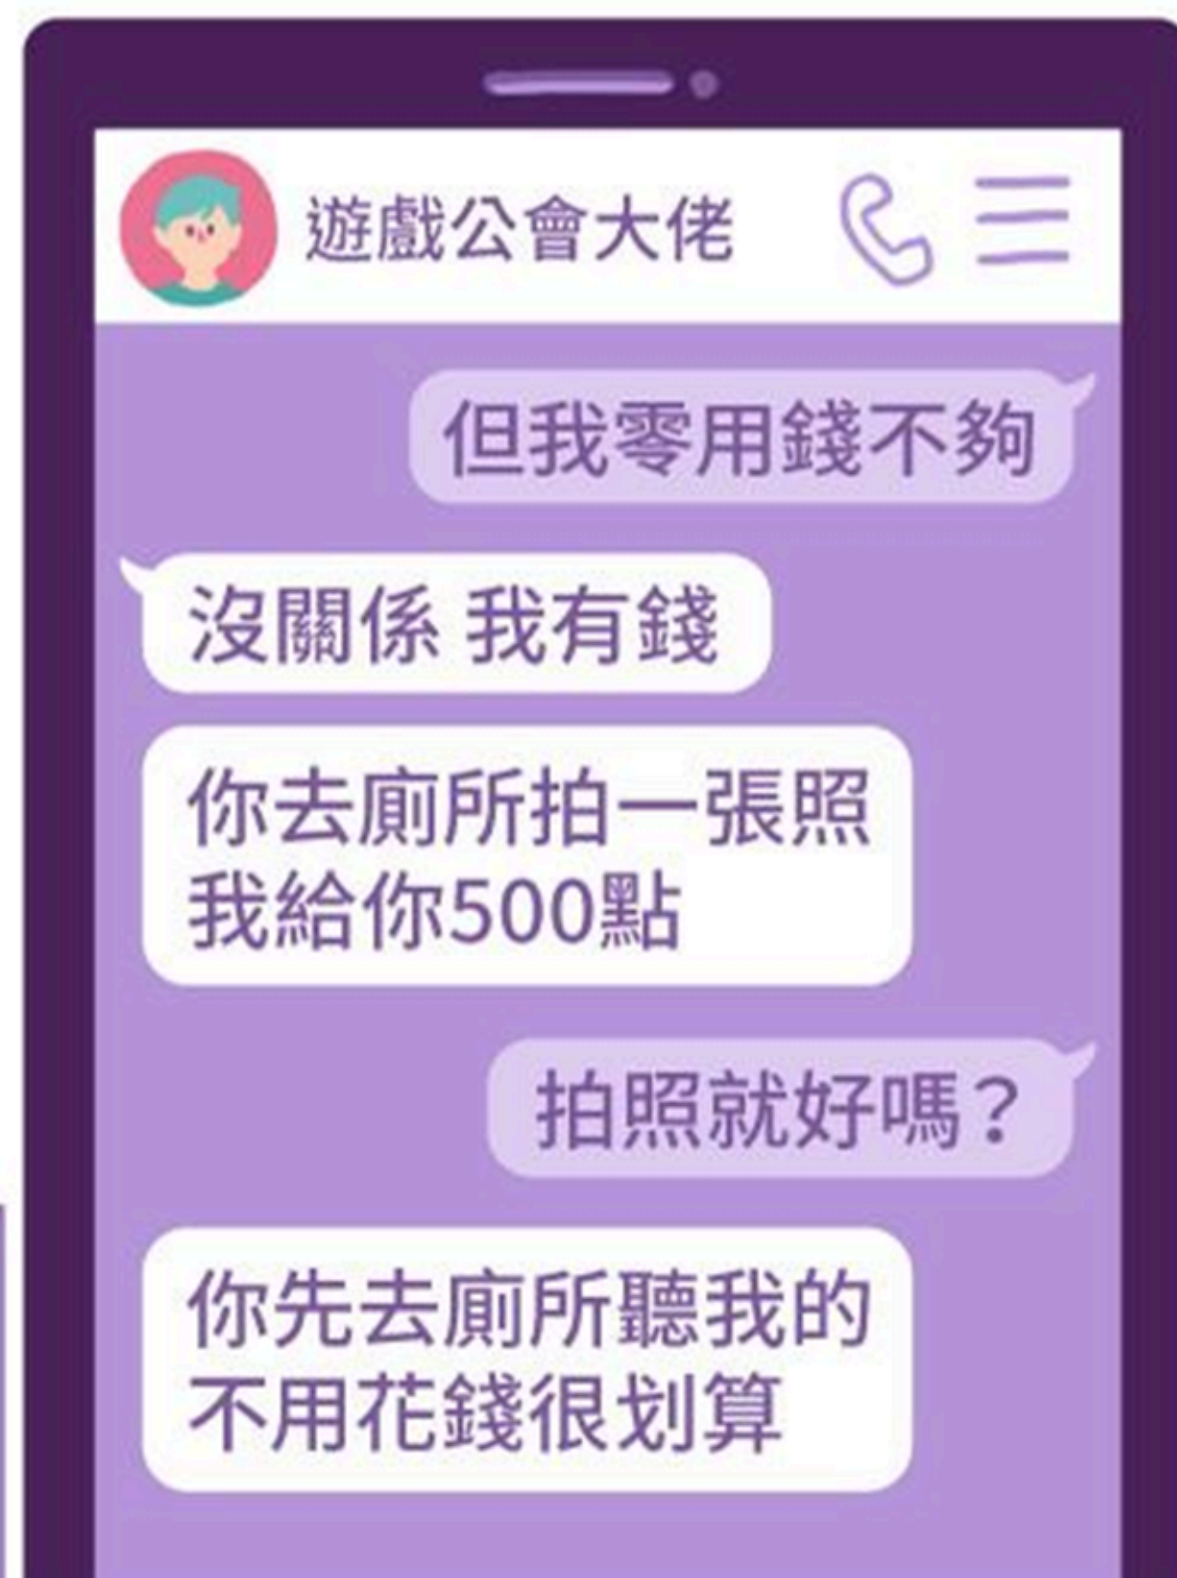 遊戲公會大佬
但我零用錢不夠
沒關係 我有錢
你去廁所拍一張照
我給你500點
拍照就好嗎？
你先去廁所聽我的
不用花錢很划算